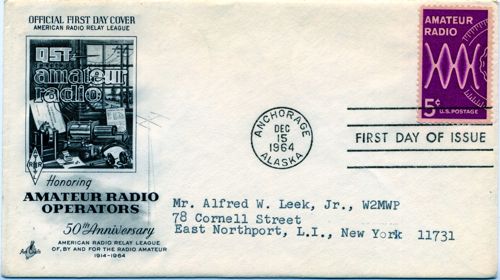 OFFICIAL FIRST DAY COVER
AMERICAN RADIO RELAY LEAGUE
QST
amateur
radio
Honoring
AMATEUR RADIO
OPERATORS
50th Anniversary
AMERICAN RADIO RELAY LEAGUE
OF, BY AND FOR THE RADIO AMATEUR
1914-1964
ANCHORAGE
DEC
15
1964
ALASKA
AMATEUR
RADIO
5¢ U.S. POSTAGE
FIRST DAY OF ISSUE
Mr. Alfred W. Leek, Jr., W2MWP
78 Cornell Street
East Northport, L.I., New York 11731